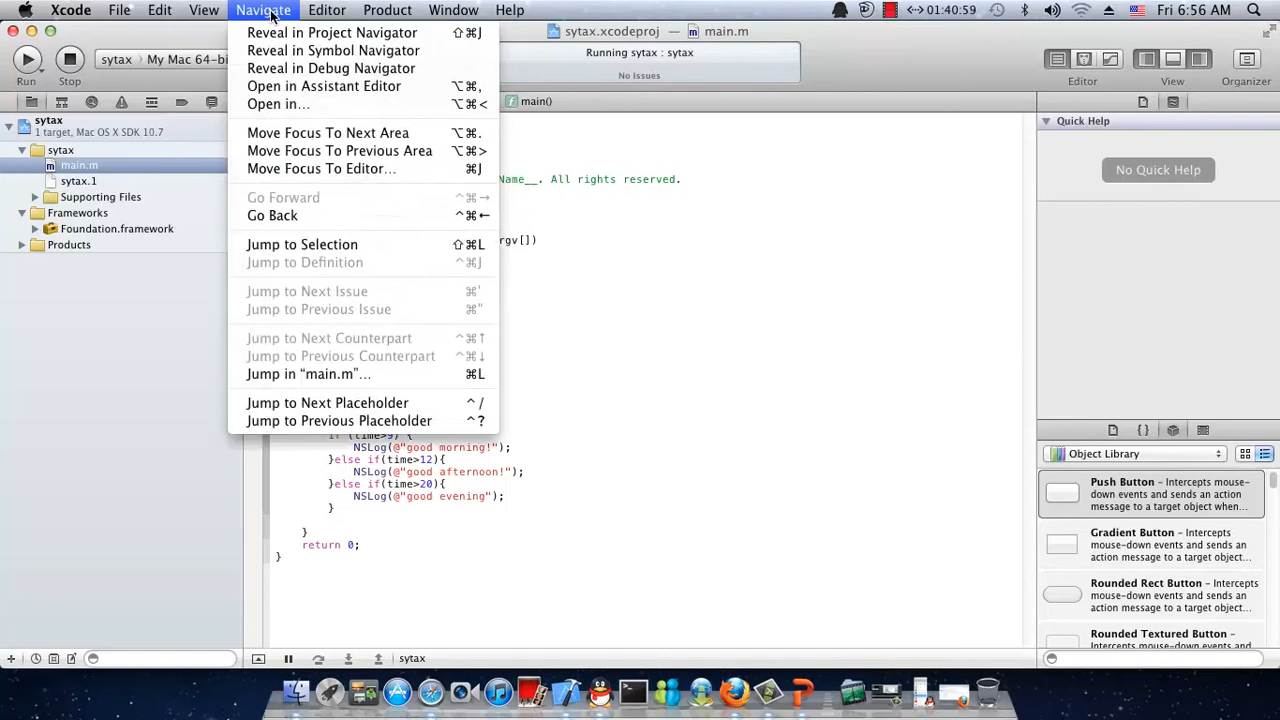 Xcode File Edit View Navigate Editor Product Window Help 01:40:59 Fri 6:56 AM
sytax.xcodeproj main.m
Running sytax : sytax
No Issues
sytax My Mac 64-bi
Run Stop Editor View Organizer
Reveal in Project Navigator ⇧⌘J
Reveal in Symbol Navigator
Reveal in Debug Navigator
Open in Assistant Editor ⌥⌘,
Open in... ⌥⌘<
Move Focus To Next Area ⌥⌘.
Move Focus To Previous Area ⌥⌘>
Move Focus To Editor... ⌘J
Go Forward ^⌘→
Go Back ^⌘←
Jump to Selection ⇧⌘L
Jump to Definition ^⌘J
Jump to Next Issue ⌘'
Jump to Previous Issue ⌘"
Jump to Next Counterpart ^⌘↑
Jump to Previous Counterpart ^⌘↓
Jump in “main.m”... ⌘L
Jump to Next Placeholder ^/
Jump to Previous Placeholder ^?
sytax
1 target, Mac OS X SDK 10.7
sytax
main.m
sytax.1
Supporting Files
Frameworks
Foundation.framework
Products
main()
Name__. All rights reserved.
rgv[])
if (time>9) {
NSLog(@"good morning!");
}else if(time>12){
NSLog(@"good afternoon!");
}else if(time>20){
NSLog(@"good evening");
}
}
return 0;
}
sytax
Quick Help
No Quick Help
{}
Object Library
Push Button – Intercepts mouse-
down events and sends an action
message to a target object when...
Gradient Button – Intercepts
mouse-down events and sends an
action message to a target object...
Rounded Rect Button – Intercepts
mouse-down events and sends an
action message to a target object...
Rounded Textured Button –